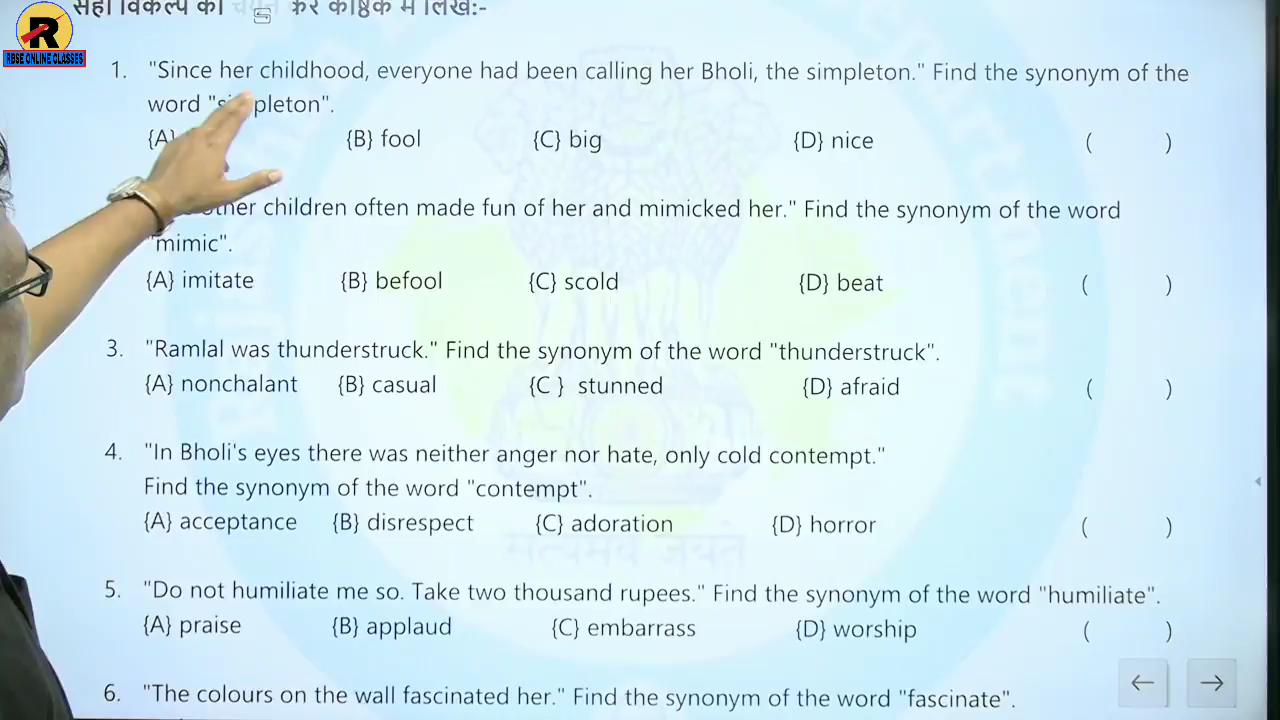 सही विकल्प का चयन कर कोष्ठक में लिखें:-
R
RBSE ONLINE CLASSES
1. "Since her childhood, everyone had been calling her Bholi, the simpleton." Find the synonym of the
word "simpleton".
{A} {B} fool {C} big {D} nice ( )
other children often made fun of her and mimicked her." Find the synonym of the word
"mimic".
{A} imitate {B} befool {C} scold {D} beat ( )
3. "Ramlal was thunderstruck." Find the synonym of the word "thunderstruck".
{A} nonchalant {B} casual {C } stunned {D} afraid ( )
4. "In Bholi's eyes there was neither anger nor hate, only cold contempt."
Find the synonym of the word "contempt".
{A} acceptance {B} disrespect {C} adoration {D} horror ( )
सत्यमेव जयते
5. "Do not humiliate me so. Take two thousand rupees." Find the synonym of the word "humiliate".
{A} praise {B} applaud {C} embarrass {D} worship ( )
6. "The colours on the wall fascinated her." Find the synonym of the word "fascinate".